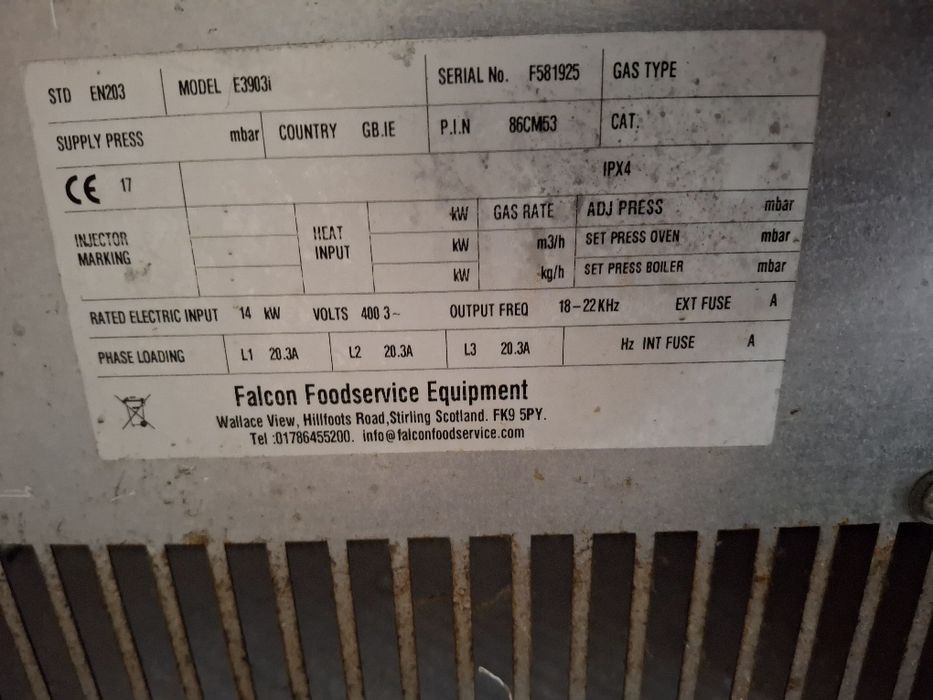 STD EN203 MODEL E3903i SERIAL No. F581925 GAS TYPE
SUPPLY PRESS mbar COUNTRY GB.IE P.I.N 86CM53 CAT.
CE 17 IPX4
INJECTOR MARKING HEAT INPUT kW GAS RATE ADJ PRESS mbar
kW m3/h SET PRESS OVEN mbar
kW kg/h SET PRESS BOILER mbar
RATED ELECTRIC INPUT 14 kW VOLTS 400 3~ OUTPUT FREQ 18-22KHz EXT FUSE A
PHASE LOADING L1 20.3A L2 20.3A L3 20.3A Hz INT FUSE A
Falcon Foodservice Equipment
Wallace View, Hillfoots Road,Stirling Scotland. FK9 5PY.
Tel :01786455200. info@falconfoodservice.com